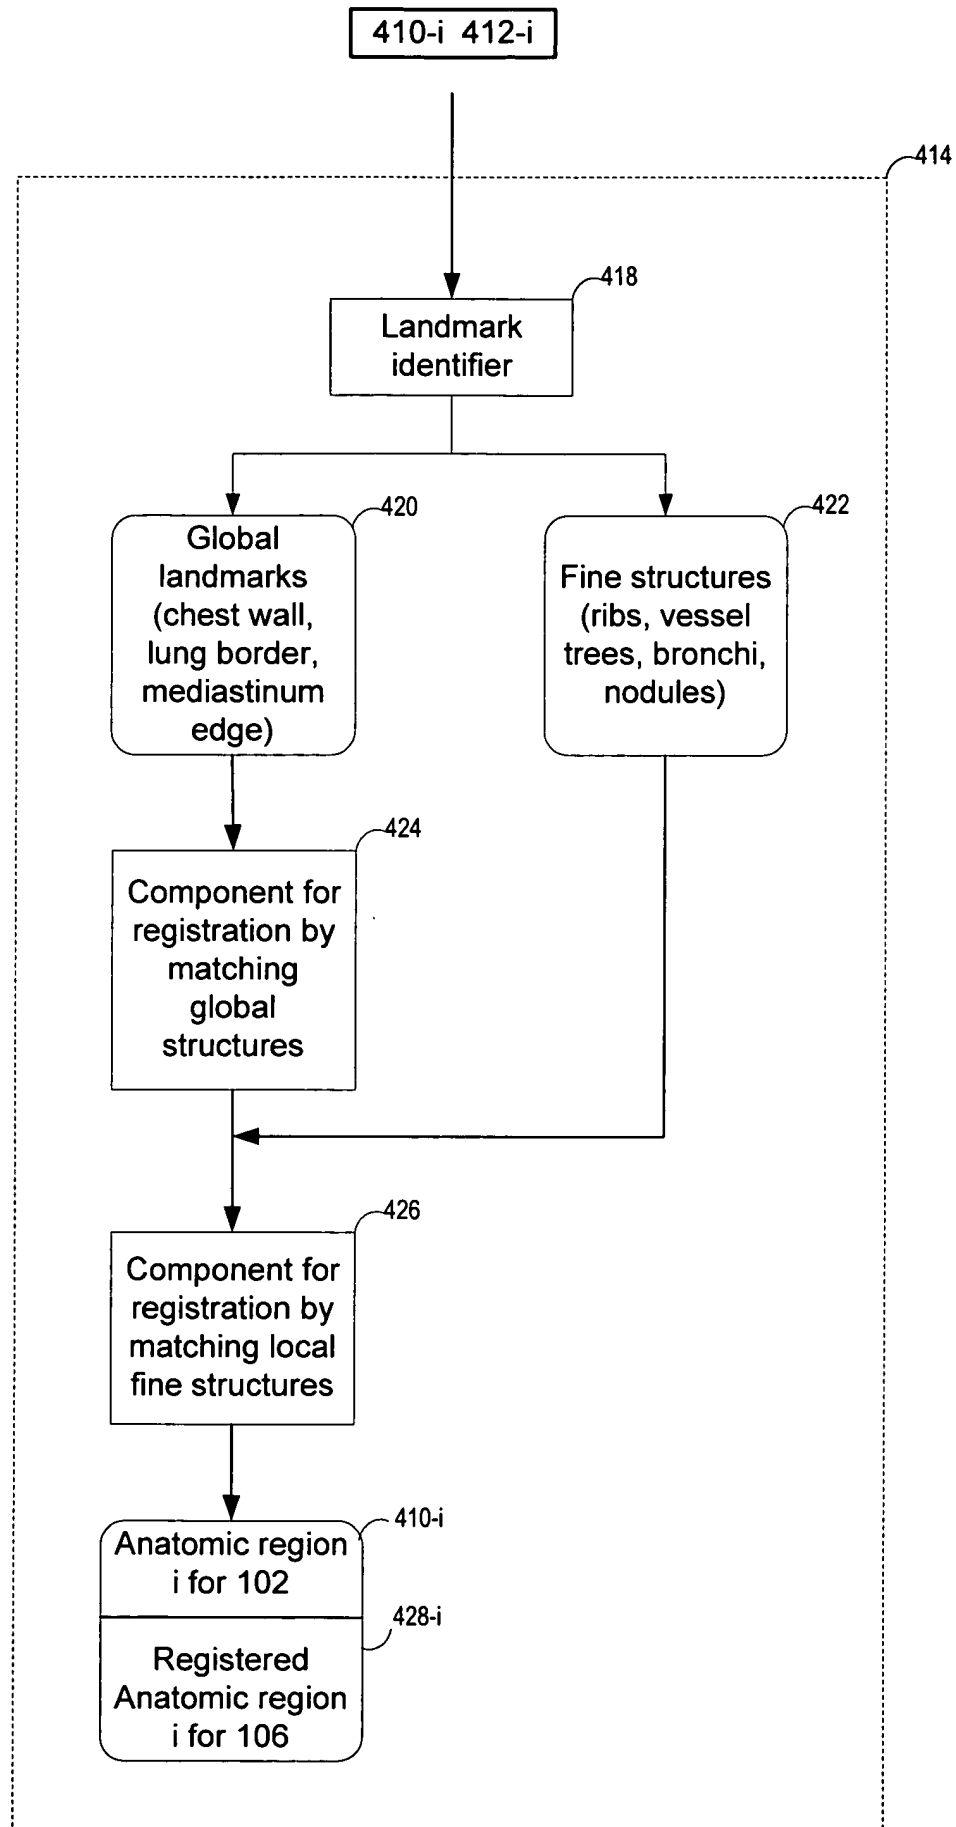 410-i 412-i
414
418
Landmark
identifier
420
Global
landmarks
(chest wall,
lung border,
mediastinum
edge)
422
Fine structures
(ribs, vessel
trees, bronchi,
nodules)
424
Component for
registration by
matching
global
structures
426
Component for
registration by
matching local
fine structures
410-i
Anatomic region
i for 102
428-i
Registered
Anatomic region
i for 106